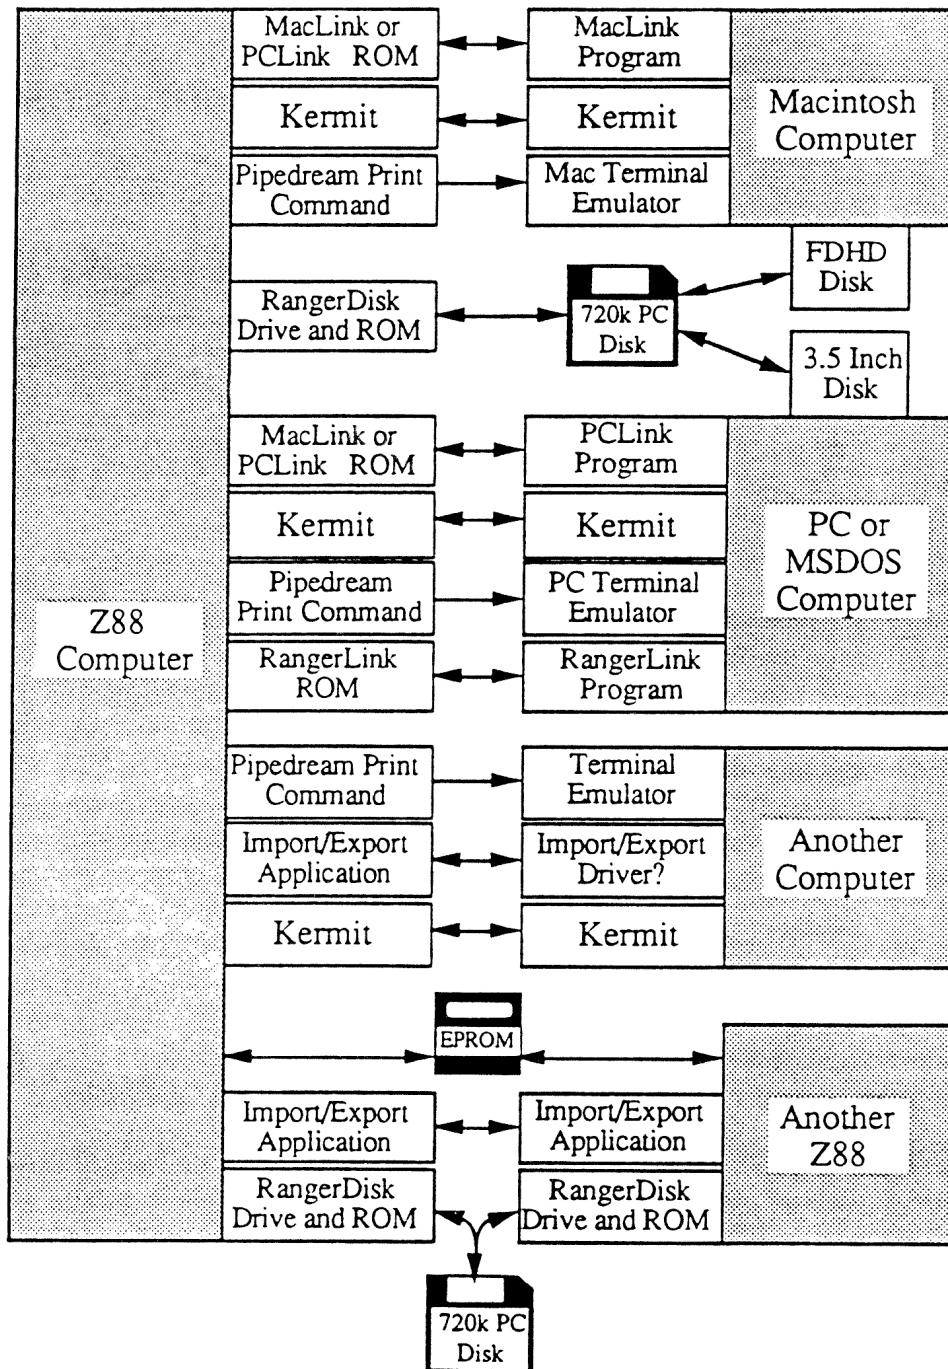 MacLink or
PCLink ROM
MacLink
Program
Kermit
Kermit
Macintosh
Computer
Pipedream Print
Command
Mac Terminal
Emulator
RangerDisk
Drive and ROM
720k PC
Disk
FDHD
Disk
3.5 Inch
Disk
MacLink or
PCLink ROM
PCLink
Program
Kermit
Kermit
PC or
MSDOS
Computer
Pipedream
Print Command
PC Terminal
Emulator
Z88
Computer
RangerLink
ROM
RangerLink
Program
Pipedream Print
Command
Terminal
Emulator
Import/Export
Application
Import/Export
Driver?
Another
Computer
Kermit
Kermit
EPROM
Import/Export
Application
Import/Export
Application
Another
Z88
RangerDisk
Drive and ROM
RangerDisk
Drive and ROM
720k PC
Disk